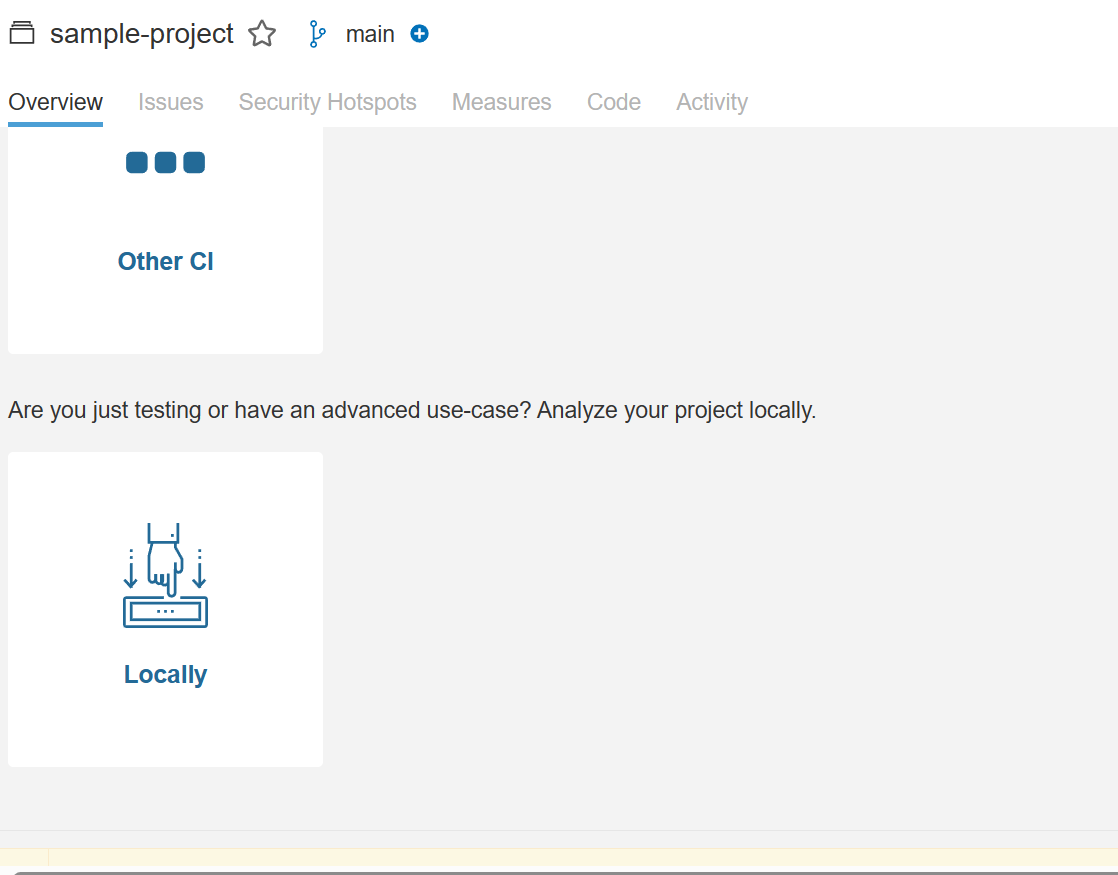 sample-project main
Overview Issues Security Hotspots Measures Code Activity
Other CI
Are you just testing or have an advanced use-case? Analyze your project locally.
Locally